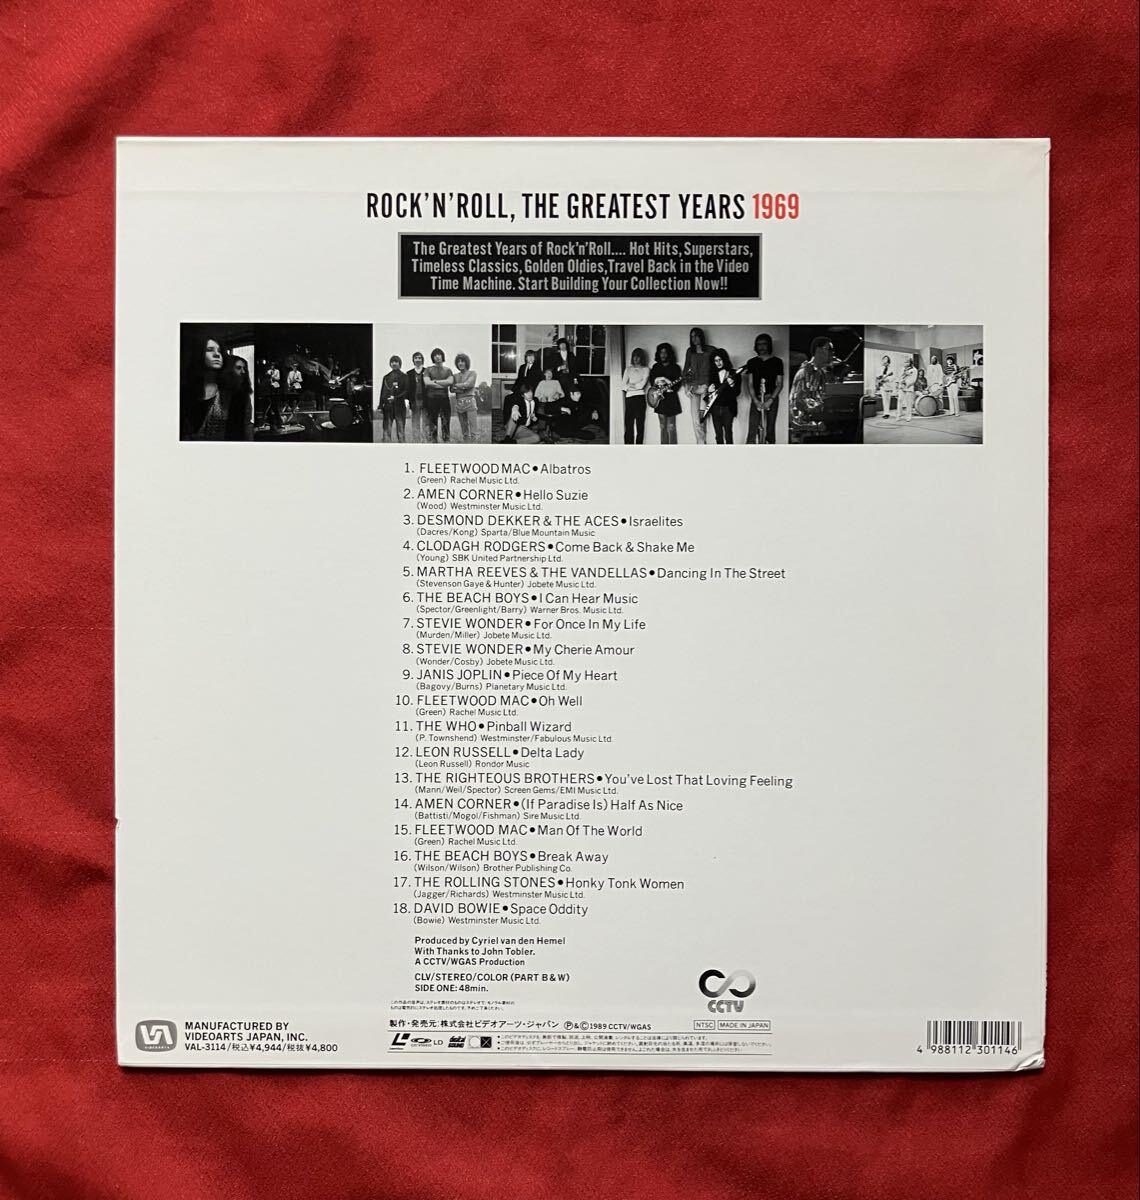 ROCK'N'ROLL, THE GREATEST YEARS 1969
The Greatest Years of Rock'n'Roll.... Hot Hits, Superstars,
Timeless Classics, Golden Oldies, Travel Back in the Video
Time Machine. Start Building Your Collection Now!!
1. FLEETWOOD MAC●Albatros
(Green) Rachel Music Ltd.
2. AMEN CORNER●Hello Suzie
(Wood) Westminster Music Ltd.
3. DESMOND DEKKER & THE ACES●Israelites
(Dacres/Kong) Sparta/Blue Mountain Music
4. CLODAGH RODGERS●Come Back & Shake Me
(Young) SBK United Partnership Ltd.
5. MARTHA REEVES & THE VANDELLAS●Dancing In The Street
(Stevenson Gaye & Hunter) Jobete Music Ltd.
6. THE BEACH BOYS●I Can Hear Music
(Spector/Greenlight/Barry) Warner Bros. Music Ltd.
7. STEVIE WONDER●For Once In My Life
(Murden/Miller) Jobete Music Ltd.
8. STEVIE WONDER●My Cherie Amour
(Wonder/Cosby) Jobete Music Ltd.
9. JANIS JOPLIN●Piece Of My Heart
(Bagovy/Burns) Planetary Music Ltd.
10. FLEETWOOD MAC●Oh Well
(Green) Rachel Music Ltd.
11. THE WHO●Pinball Wizard
(P. Townshend) Westminster/Fabulous Music Ltd.
12. LEON RUSSELL●Delta Lady
(Leon Russell) Rondor Music
13. THE RIGHTEOUS BROTHERS●You've Lost That Loving Feeling
(Mann/Weil/Spector) Screen Gems/EMI Music Ltd.
14. AMEN CORNER●(If Paradise Is) Half As Nice
(Battisti/Mogol/Fishman) Sire Music Ltd.
15. FLEETWOOD MAC●Man Of The World
(Green) Rachel Music Ltd.
16. THE BEACH BOYS●Break Away
(Wilson/Wilson) Brother Publishing Co.
17. THE ROLLING STONES●Honky Tonk Women
(Jagger/Richards) Westminster Music Ltd.
18. DAVID BOWIE●Space Oddity
(Bowie) Westminster Music Ltd.
Produced by Cyriel van den Hemel
With Thanks to John Tobler.
A CCTV/WGAS Production
CLV/STEREO/COLOR (PART B & W)
SIDE ONE: 48min.
CCTV
製作・発売元：株式会社ビデオアーツ・ジャパン Ⓟ&Ⓒ1989 CCTV/WGAS
NTSC MADE IN JAPAN
VA
VIDEOARTS
MANUFACTURED BY
VIDEOARTS JAPAN, INC.
VAL-3114/税込¥4,944/税抜¥4,800
LD
4 988112 301146